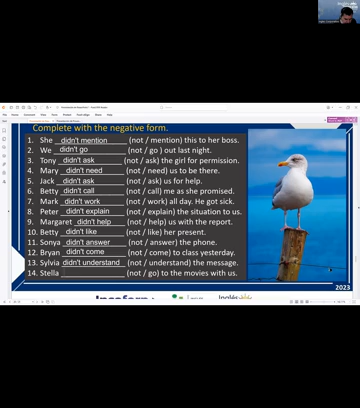 Complete with the negative form.
1. She didn't mention (not / mention) this to her boss.
2. We didn't go (not / go ) out last night.
3. Tony didn't ask (not / ask) the girl for permission.
4. Mary didn't need (not / need) us to be there.
5. Jack didn't ask (not / ask) us for help.
6. Betty didn't call (not / call) me as she promised.
7. Mark didn't work (not / work) all day. He got sick.
8. Peter didn't explain (not / explain) the situation to us.
9. Margaret didn't help (not / help) us with the report.
10. Betty didn't like (not / like) her present.
11. Sonya didn't answer (not / answer) the phone.
12. Bryan didn't come (not / come) to class yesterday.
13. Sylvia didn't understand (not / understand) the message.
14. Stella (not / go) to the movies with us.
2023